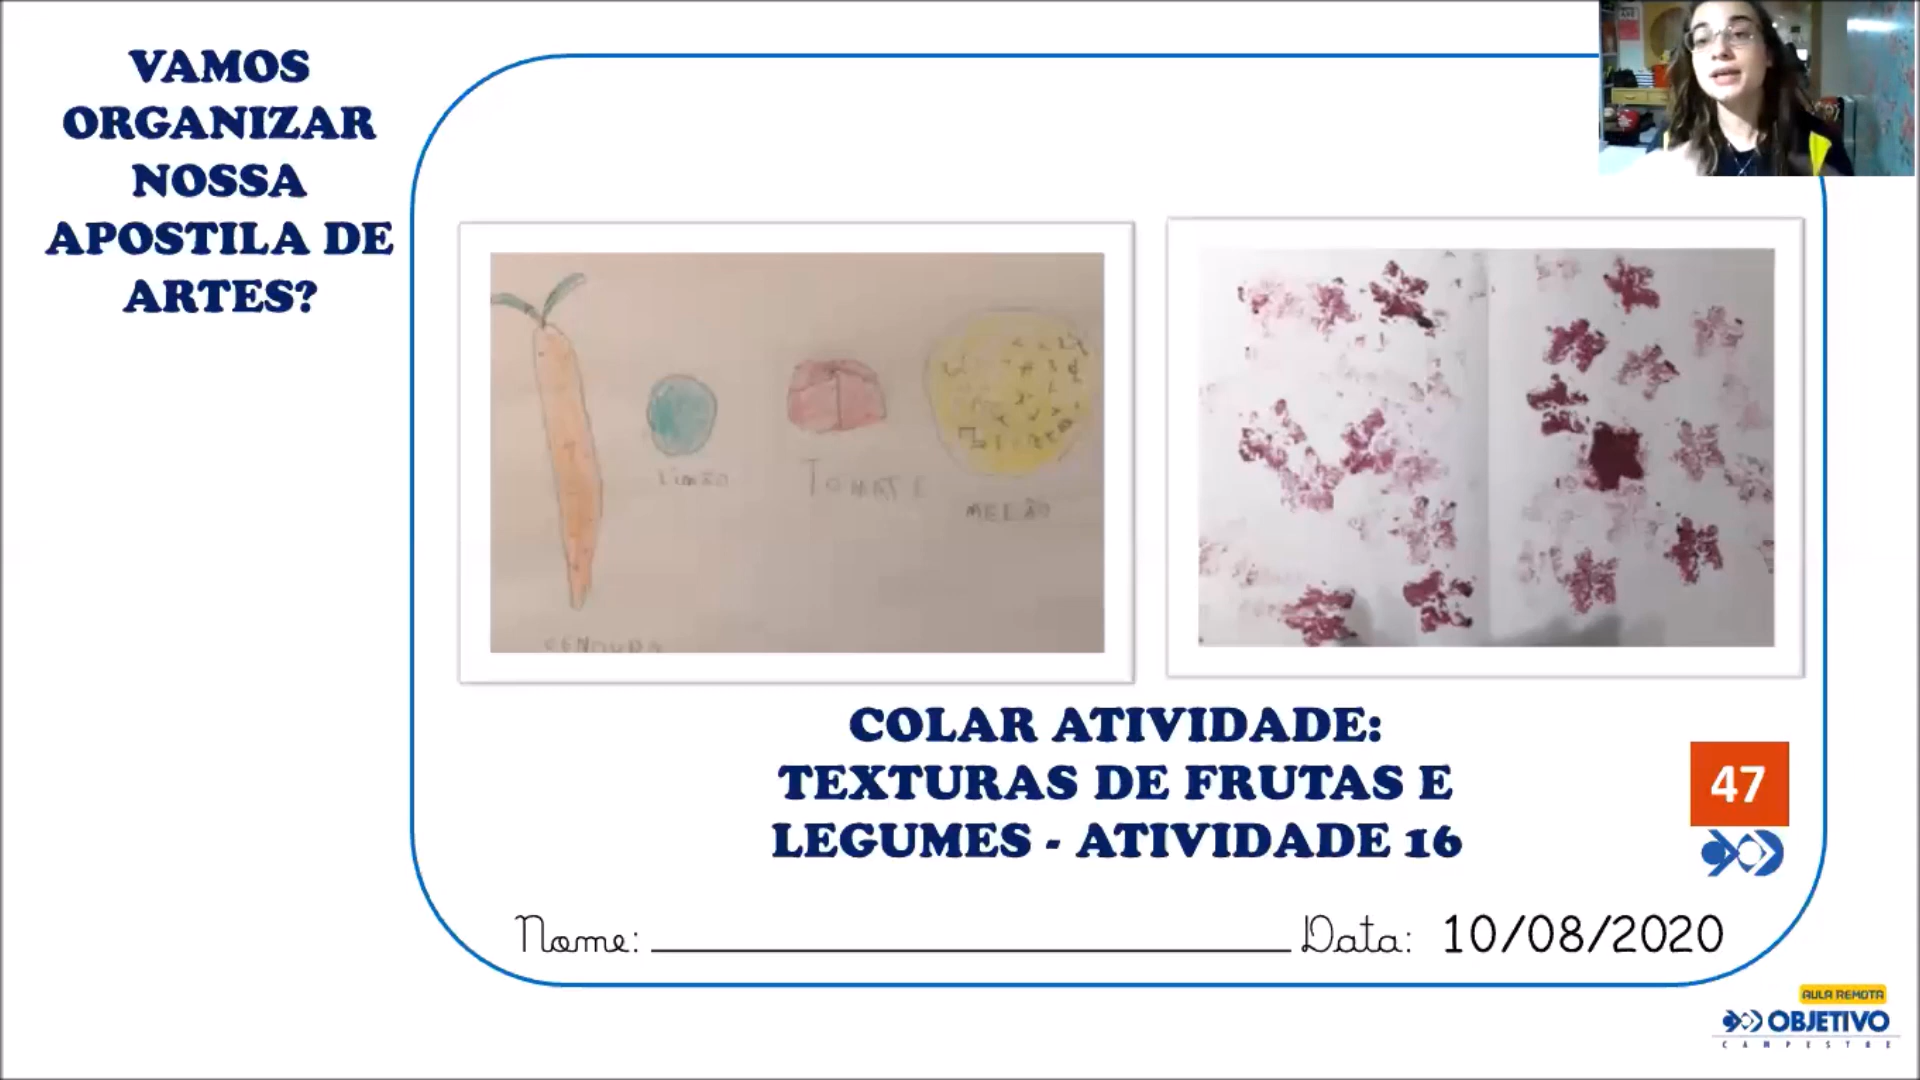 VAMOS
ORGANIZAR
NOSSA
APOSTILA DE
ARTES?
Limão
TOMATE
MELÃO
CENOURA
COLAR ATIVIDADE:
TEXTURAS DE FRUTAS E
LEGUMES - ATIVIDADE 16
47
Nome: Data: 10/08/2020
AULA REMOTA
OBJETIVO
CAMPESTRE